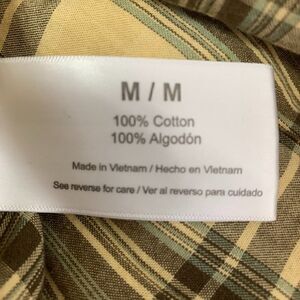 M / M
100% Cotton
100% Algodón
Made in Vietnam / Hecho en Vietnam
See reverse for care / Ver al reverso para cuidado